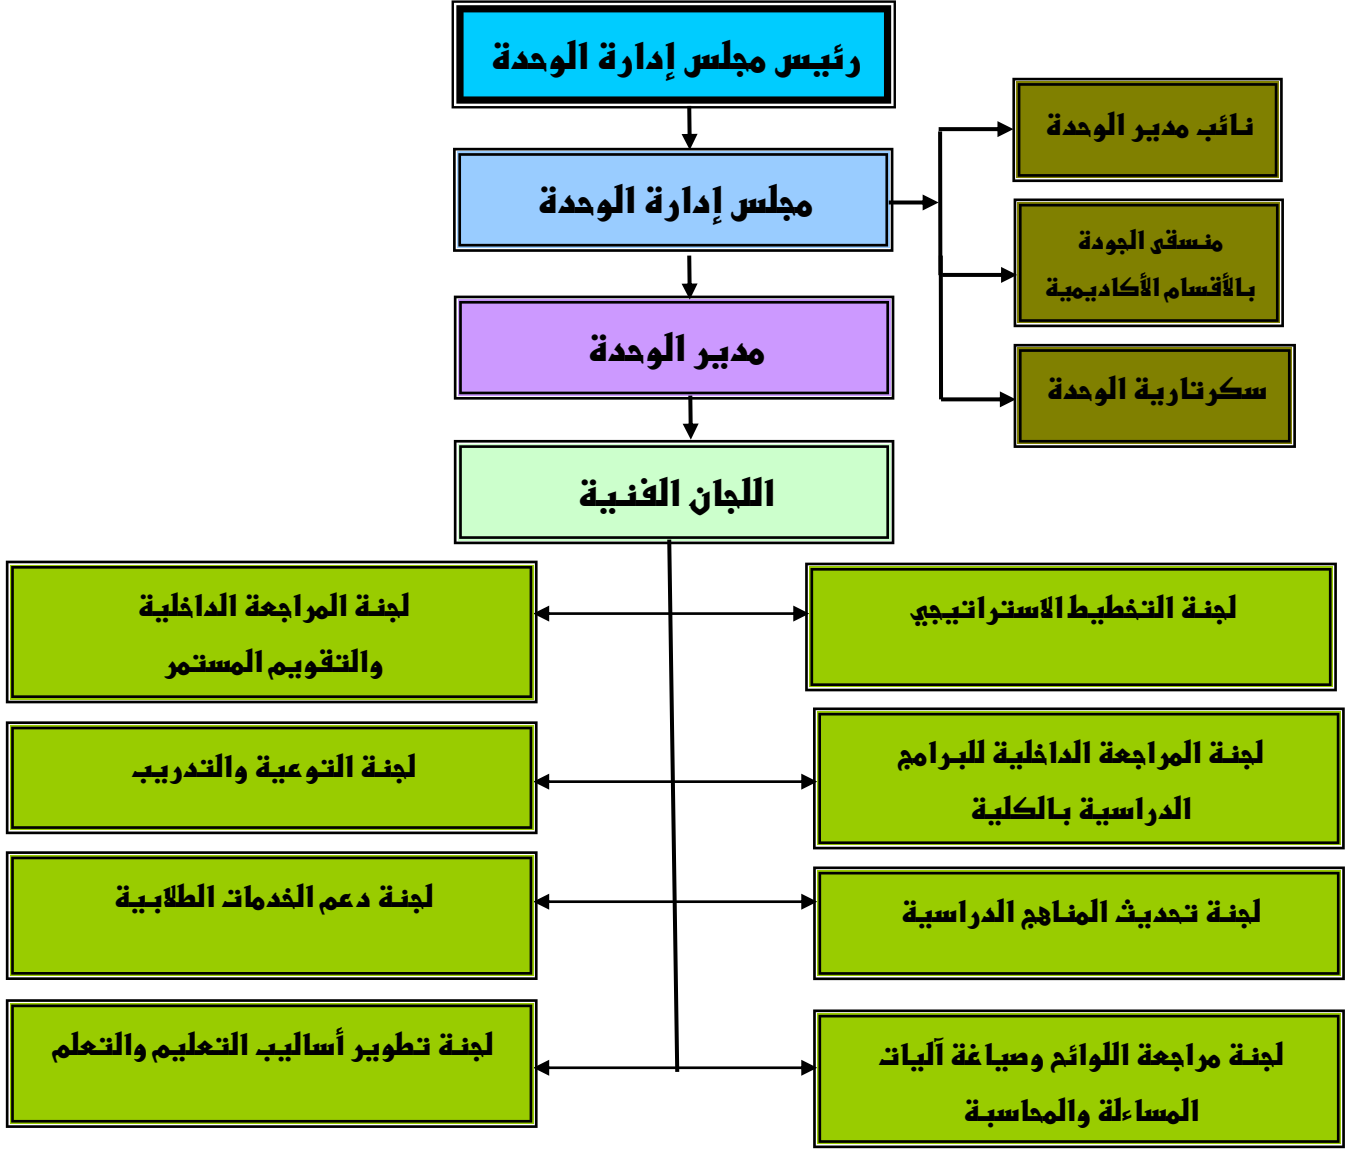 رئيس مجلس إدارة الوحدة
نائب مدير الوحدة
مجلس إدارة الوحدة
منسقى الجودة
بالأقسام الأكاديمية
مدير الوحدة
سكرتارية الوحدة
اللجان الفنية
لجنة التخطيط الاستراتيجي
لجنة المراجعة الداخلية
والتقويم المستمر
لجنة المراجعة الداخلية للبرامج
الدراسية بالكلية
لجنة التوعية والتدريب
لجنة تحديث المناهج الدراسية
لجنة دعم الخدمات الطلابية
لجنة مراجعة اللوائح وصياغة آليات
المساءلة والمحاسبة
لجنة تطوير أساليب التعليم والتعلم